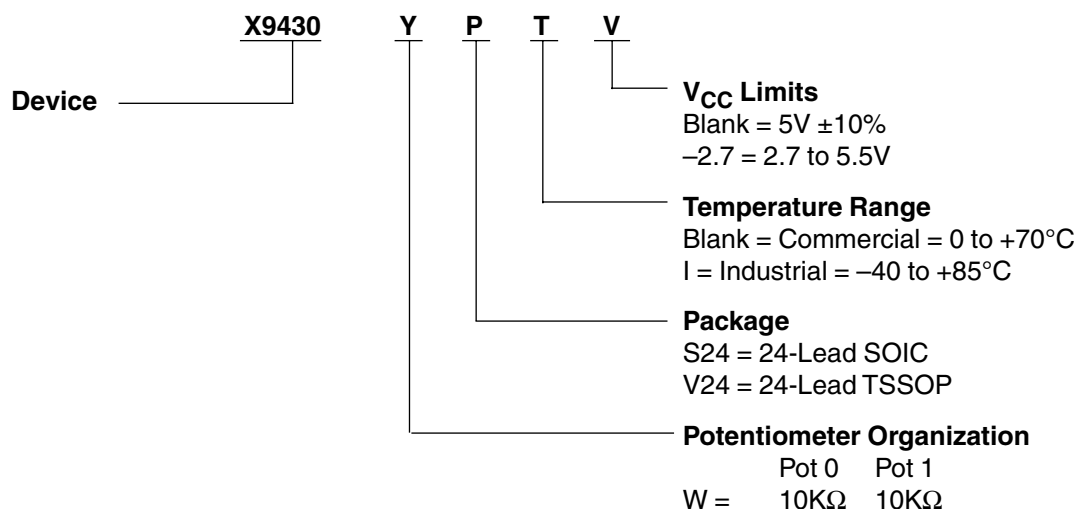 X9430 Y P T V
Device
V_CC Limits
Blank = 5V ±10%
–2.7 = 2.7 to 5.5V
Temperature Range
Blank = Commercial = 0 to +70°C
I = Industrial = –40 to +85°C
Package
S24 = 24-Lead SOIC
V24 = 24-Lead TSSOP
Potentiometer Organization
Pot 0 Pot 1
W = 10KΩ 10KΩ